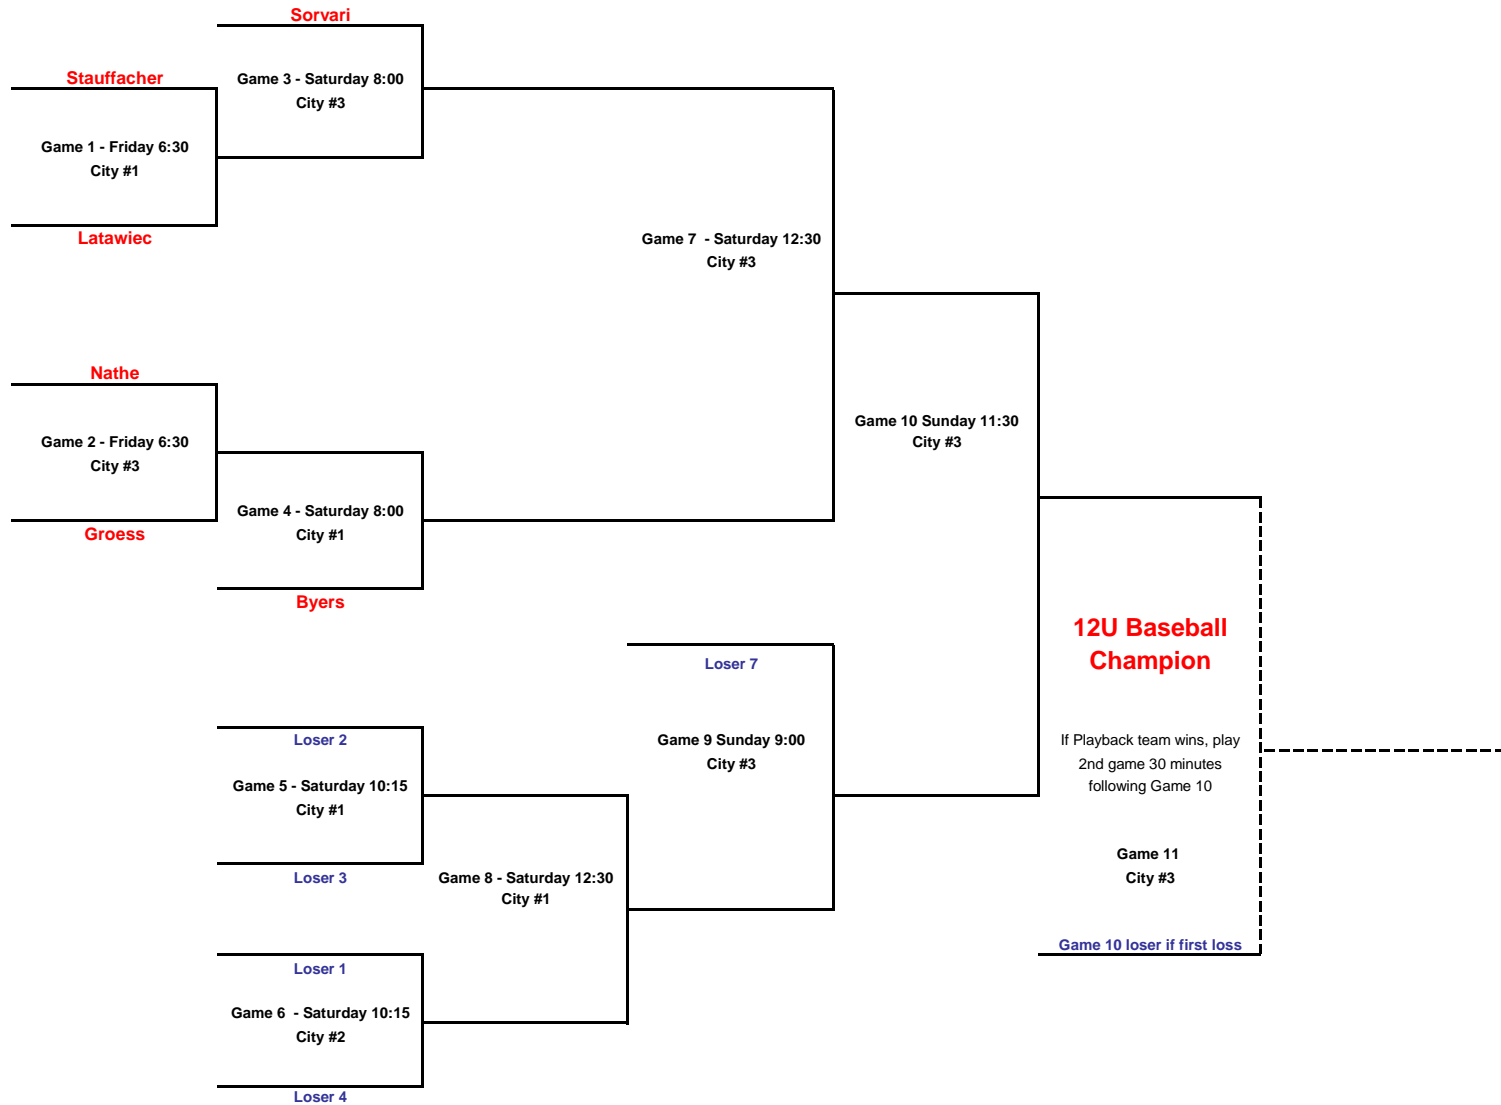 Sorvari
Stauffacher
Game 3 - Saturday 8:00
City #3
Game 1 - Friday 6:30
City #1
Latawiec
Game 7  - Saturday 12:30
City #3
Nathe
Game 2 - Friday 6:30
City #3
Game 10 Sunday 11:30
City #3
Game 4 - Saturday 8:00
City #1
Groess
Byers
12U Baseball
Champion
Loser 7
Loser 2
Game 9 Sunday 9:00
City #3
If Playback team wins, play
2nd game 30 minutes
following Game 10
Game 5 - Saturday 10:15
City #1
Game 11
City #3
Loser 3
Game 8 - Saturday 12:30
City #1
Game 10 loser if first loss
Loser 1
Game 6  - Saturday 10:15
City #2
Loser 4